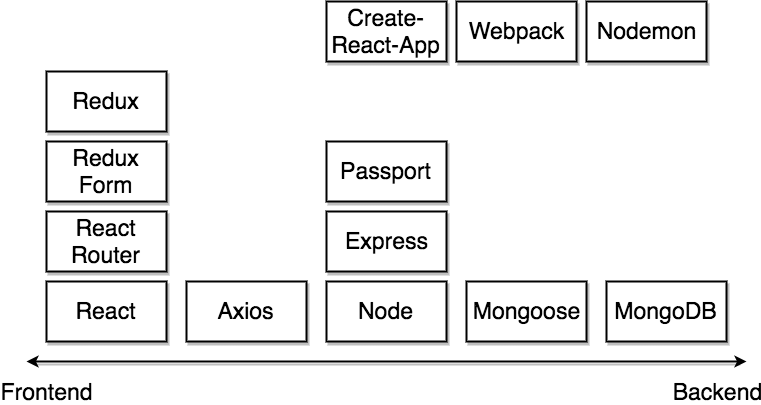 Create-
React-App
Webpack
Nodemon
Redux
Redux
Form
Passport
React
Router
Express
React
Axios
Node
Mongoose
MongoDB
Frontend
Backend